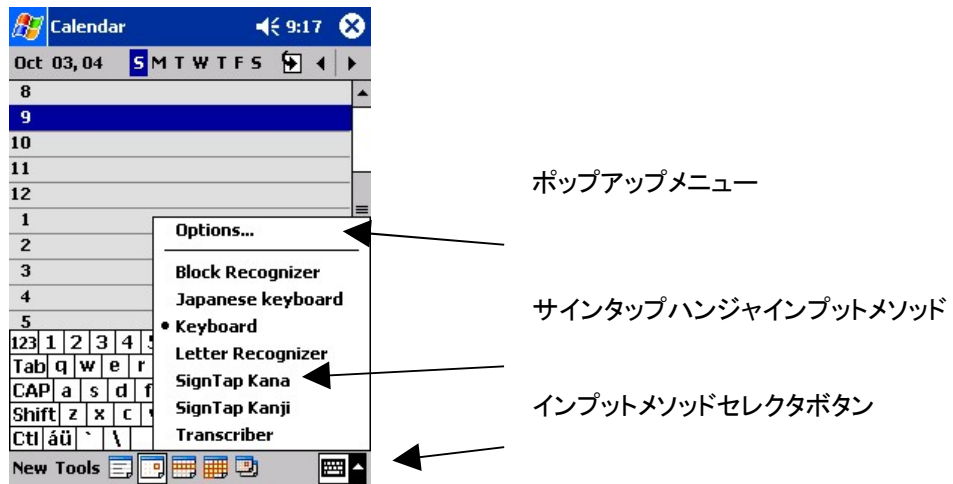 Calendar 9:17
Oct 03,04 S M T W T F S
8
9
10
11
12
1
2
3
4
5
Options...
Block Recognizer
Japanese keyboard
Keyboard
Letter Recognizer
SignTap Kana
SignTap Kanji
Transcriber
123 1 2 3 4
Tab q w e r
CAP a s d f
Shift z x c
Ctl áü ` \
New Tools
ポップアップメニュー
サインタップハンジャインプットメソッド
インプットメソッドセレクタボタン